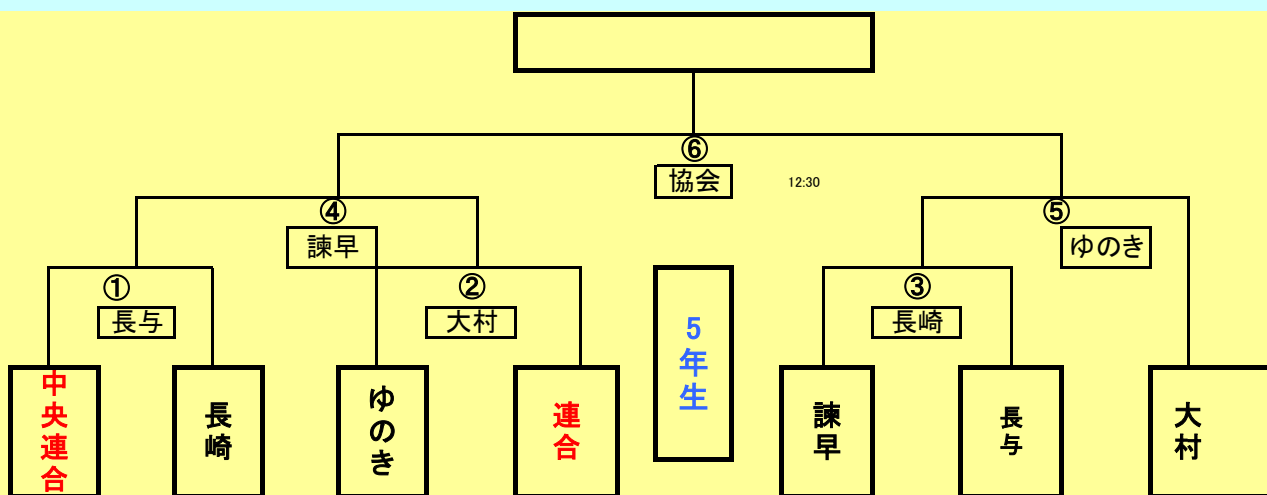 ⑥
協会
12:30
④
諫早
⑤
ゆのき
①
長与
②
大村
③
長崎
5年生
中央連合
長崎
ゆのき
連合
諫早
長与
大村